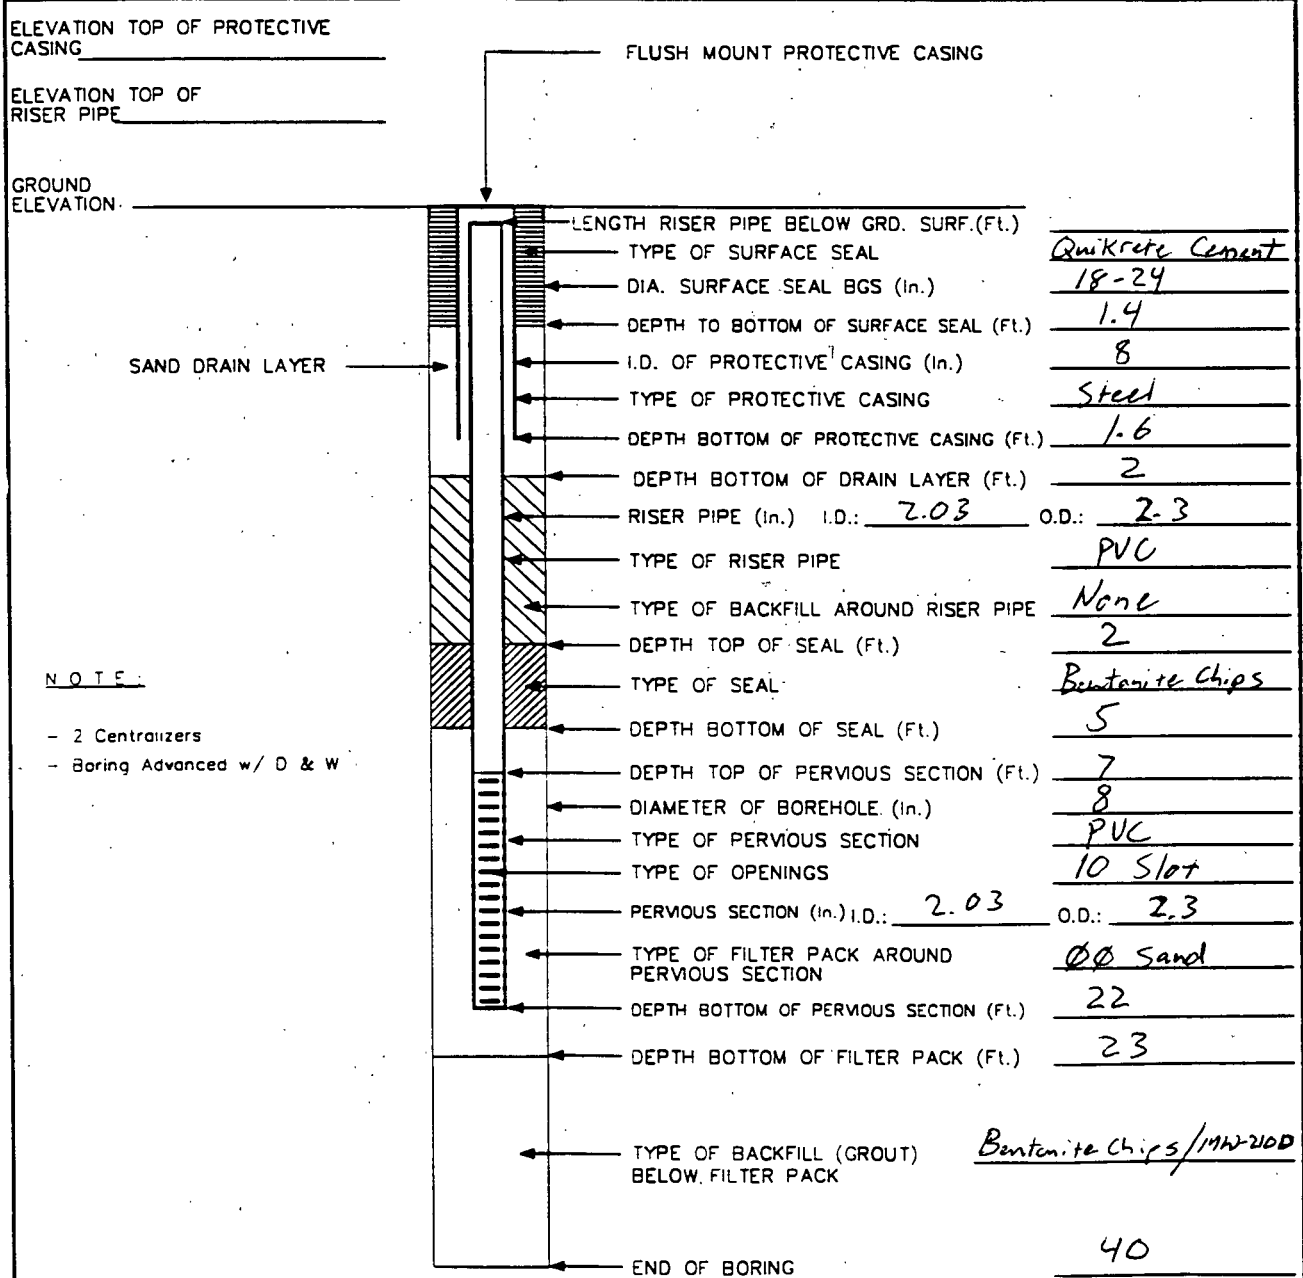 ELEVATION TOP OF PROTECTIVE
CASING
FLUSH MOUNT PROTECTIVE CASING
ELEVATION TOP OF
RISER PIPE
GROUND
ELEVATION
LENGTH RISER PIPE BELOW GRD. SURF.(Ft.)
TYPE OF SURFACE SEAL Quikrete Cement
DIA. SURFACE SEAL BGS (In.) 18-24
DEPTH TO BOTTOM OF SURFACE SEAL (Ft.) 1.4
SAND DRAIN LAYER
I.D. OF PROTECTIVE CASING (In.) 8
TYPE OF PROTECTIVE CASING Steel
DEPTH BOTTOM OF PROTECTIVE CASING (Ft.) 1.6
DEPTH BOTTOM OF DRAIN LAYER (Ft.) 2
RISER PIPE (In.) I.D.: 2.03 O.D.: 2.3
TYPE OF RISER PIPE PVC
TYPE OF BACKFILL AROUND RISER PIPE None
DEPTH TOP OF SEAL (Ft.) 2
NOTE:
TYPE OF SEAL Bentonite Chips
- 2 Centralizers
DEPTH BOTTOM OF SEAL (Ft.) 5
- Boring Advanced w/ D & W
DEPTH TOP OF PERVIOUS SECTION (Ft.) 7
DIAMETER OF BOREHOLE (In.) 8
TYPE OF PERVIOUS SECTION PVC
TYPE OF OPENINGS 10 Slot
PERVIOUS SECTION (In.) I.D.: 2.03 O.D.: 2.3
TYPE OF FILTER PACK AROUND
PERVIOUS SECTION ØØ Sand
DEPTH BOTTOM OF PERVIOUS SECTION (Ft.) 22
DEPTH BOTTOM OF FILTER PACK (Ft.) 23
TYPE OF BACKFILL (GROUT) Bentonite Chips/MW-210D
BELOW FILTER PACK
END OF BORING 40